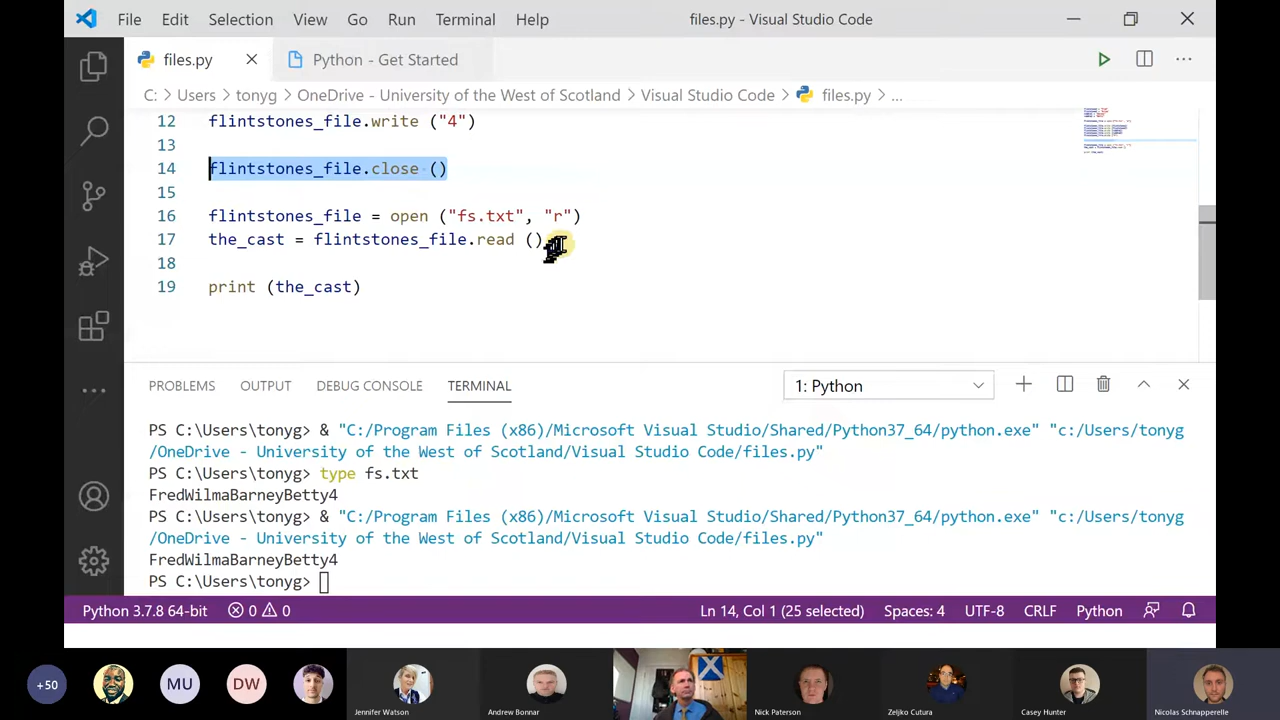 File Edit Selection View Go Run Terminal Help files.py - Visual Studio Code
files.py Python - Get Started
C: > Users > tonyg > OneDrive - University of the West of Scotland > Visual Studio Code > files.py > ...
12 flintstones_file.write ("4")
13
14 flintstones_file.close ()
15
16 flintstones_file = open ("fs.txt", "r")
17 the_cast = flintstones_file.read ()
18
19 print (the_cast)
PROBLEMS OUTPUT DEBUG CONSOLE TERMINAL 1: Python
PS C:\Users\tonyg> & "C:/Program Files (x86)/Microsoft Visual Studio/Shared/Python37_64/python.exe" "c:/Users/tonyg
/OneDrive - University of the West of Scotland/Visual Studio Code/files.py"
PS C:\Users\tonyg> type fs.txt
FredWilmaBarneyBetty4
PS C:\Users\tonyg> & "C:/Program Files (x86)/Microsoft Visual Studio/Shared/Python37_64/python.exe" "c:/Users/tonyg
/OneDrive - University of the West of Scotland/Visual Studio Code/files.py"
FredWilmaBarneyBetty4
PS C:\Users\tonyg>
Python 3.7.8 64-bit 0 0 Ln 14, Col 1 (25 selected) Spaces: 4 UTF-8 CRLF Python
+50 MU DW
Jennifer Watson Andrew Bonnar Nick Paterson Zeljko Cutura Casey Hunter Nicolas Schnapperelle